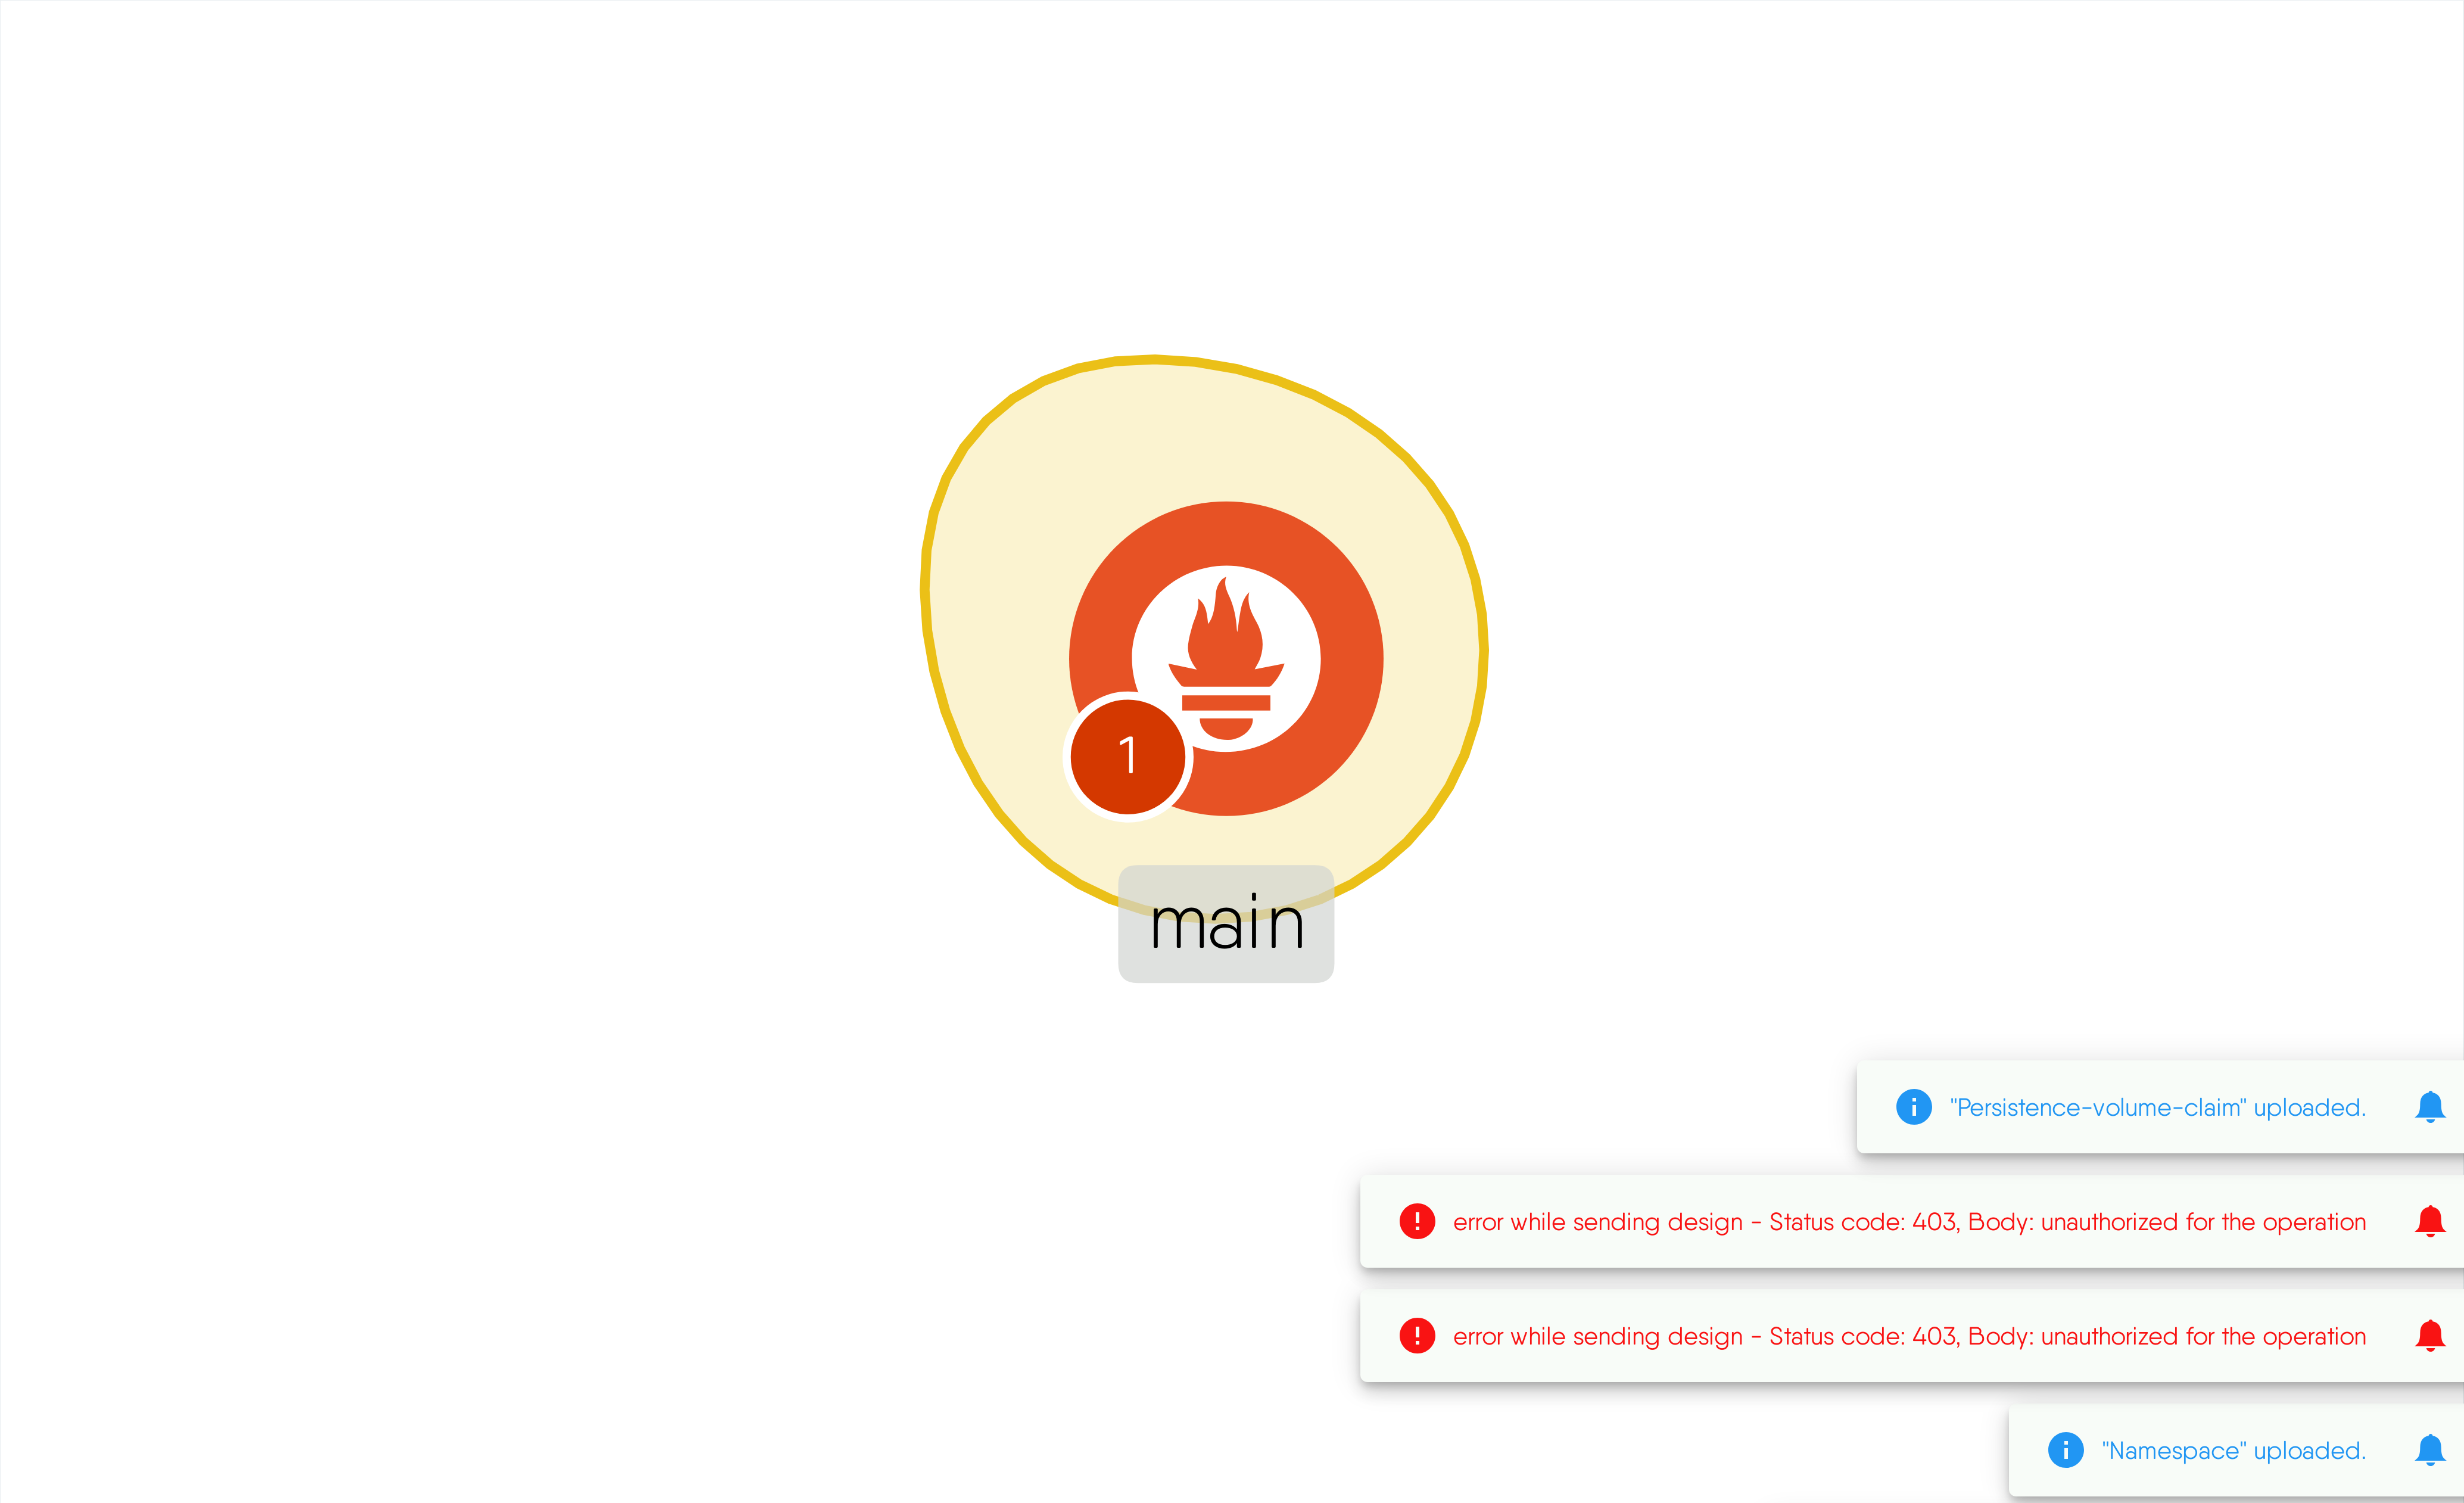 1
main
"Persistence-volume-claim" uploaded.
error while sending design - Status code: 403, Body: unauthorized for the operation
error while sending design - Status code: 403, Body: unauthorized for the operation
"Namespace" uploaded.